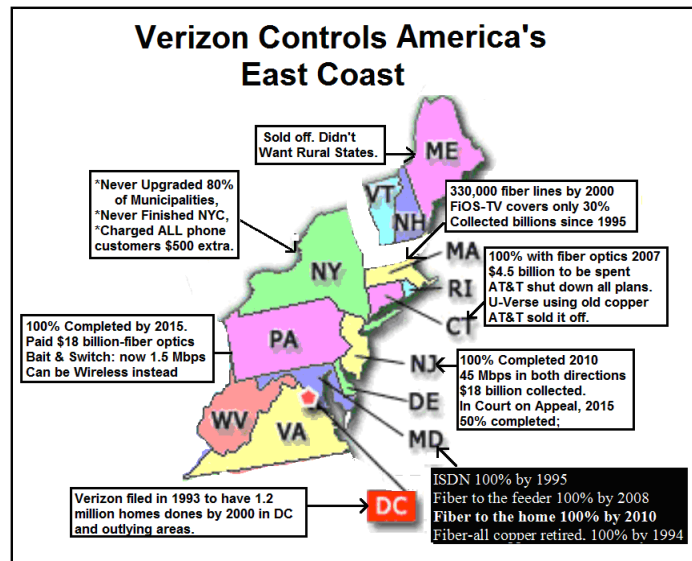 Verizon Controls America's
East Coast
Sold off. Didn't
Want Rural States.
ME
VT
NH
*Never Upgraded 80%
of Municipalities,
*Never Finished NYC,
*Charged ALL phone
customers $500 extra.
330,000 fiber lines by 2000
FiOS-TV covers only 30%
Collected billions since 1995
NY
MA
RI
CT
100% with fiber optics 2007
$4.5 billion to be spent
AT&T shut down all plans.
U-Verse using old copper
AT&T sold it off.
100% Completed by 2015.
Paid $18 billion-fiber optics
Bait & Switch: now 1.5 Mbps
Can be Wireless instead
PA
NJ
100% Completed 2010
45 Mbps in both directions
$18 billion collected.
In Court on Appeal, 2015
50% completed;
DE
WV
VA
MD
ISDN 100% by 1995
Fiber to the feeder 100% by 2008
Fiber to the home 100% by 2010
Fiber-all copper retired, 100% by 1994
Verizon filed in 1993 to have 1.2
million homes dones by 2000 in DC
and outlying areas.
DC